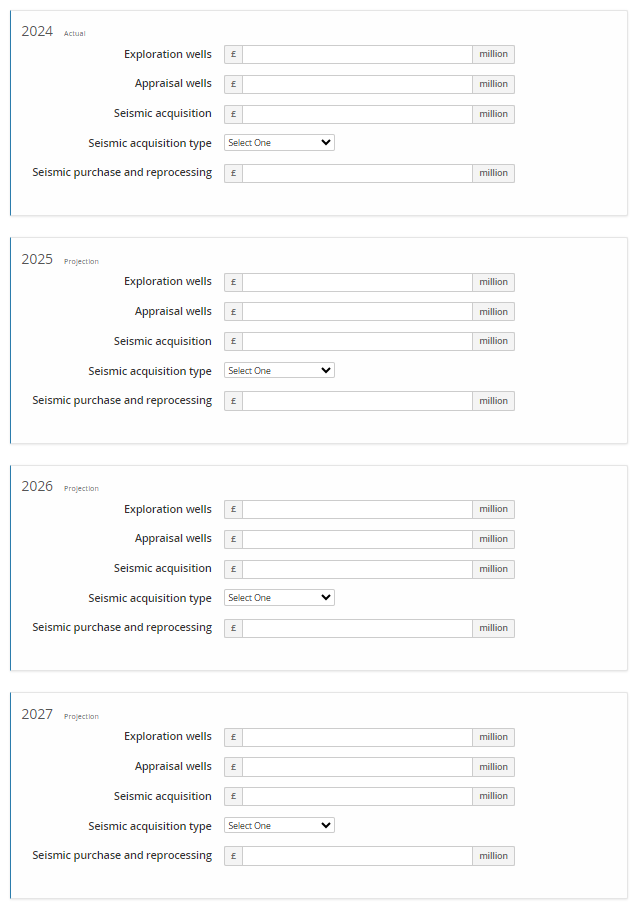 2024 Actual
Exploration wells £ million
Appraisal wells £ million
Seismic acquisition £ million
Seismic acquisition type Select One
Seismic purchase and reprocessing £ million
2025 Projection
Exploration wells £ million
Appraisal wells £ million
Seismic acquisition £ million
Seismic acquisition type Select One
Seismic purchase and reprocessing £ million
2026 Projection
Exploration wells £ million
Appraisal wells £ million
Seismic acquisition £ million
Seismic acquisition type Select One
Seismic purchase and reprocessing £ million
2027 Projection
Exploration wells £ million
Appraisal wells £ million
Seismic acquisition £ million
Seismic acquisition type Select One
Seismic purchase and reprocessing £ million